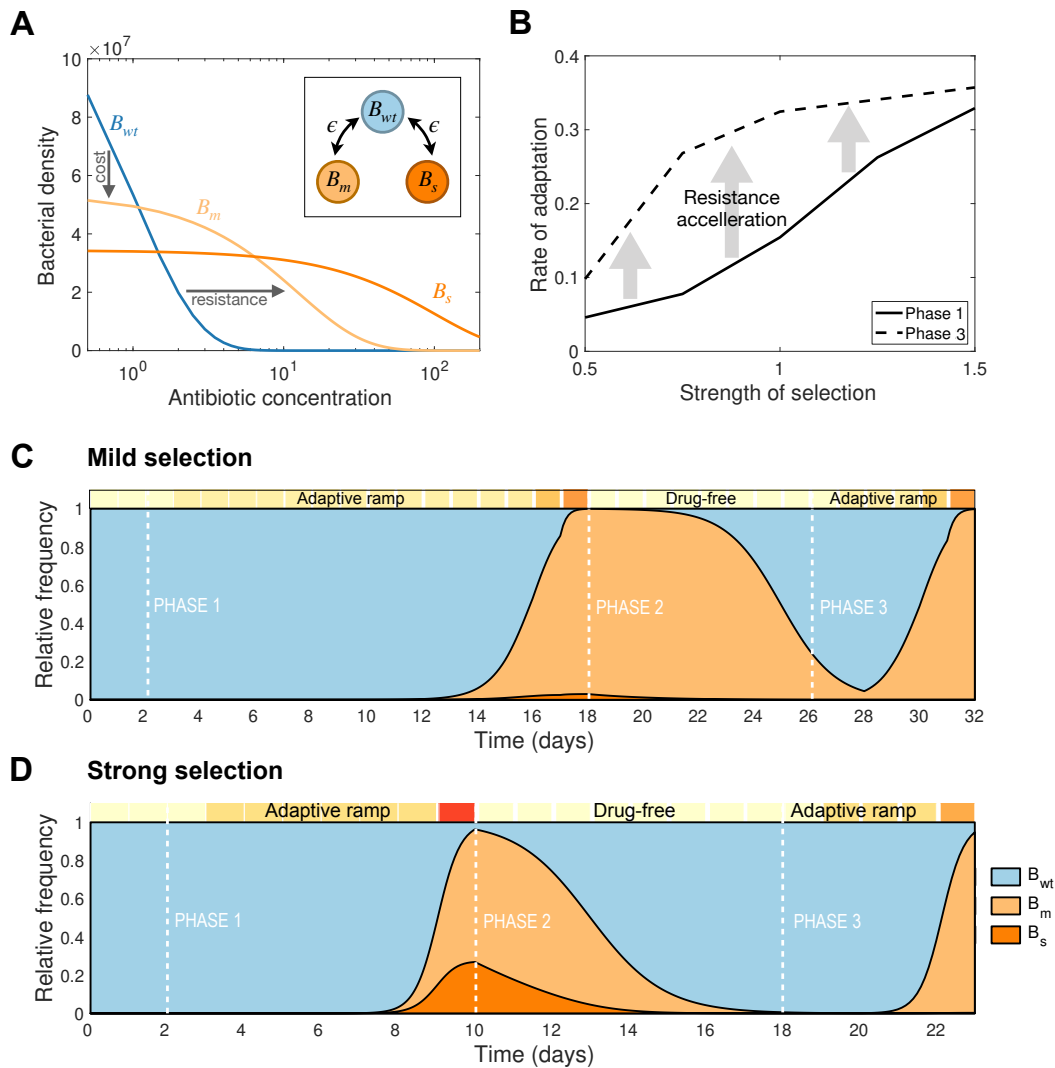 A
×10⁷
10
8
6
4
2
0
Bacterial density
B_wt
cost
B_m
resistance
B_s
ϵ
B_wt
ϵ
B_m
B_s
10⁰
10¹
10²
Antibiotic concentration
B
0.4
0.3
0.2
0.1
0
Rate of adaptation
Resistance
accelleration
Phase 1
Phase 3
0.5
1
1.5
Strength of selection
C Mild selection
Adaptive ramp
Drug-free
Adaptive ramp
1
0.8
0.6
0.4
0.2
0
Relative frequency
PHASE 1
PHASE 2
PHASE 3
0 2 4 6 8 10 12 14 16 18 20 22 24 26 28 30 32
Time (days)
D Strong selection
Adaptive ramp
Drug-free
Adaptive ramp
1
0.8
0.6
0.4
0.2
0
Relative frequency
PHASE 1
PHASE 2
PHASE 3
0 2 4 6 8 10 12 14 16 18 20 22
Time (days)
B_wt
B_m
B_s